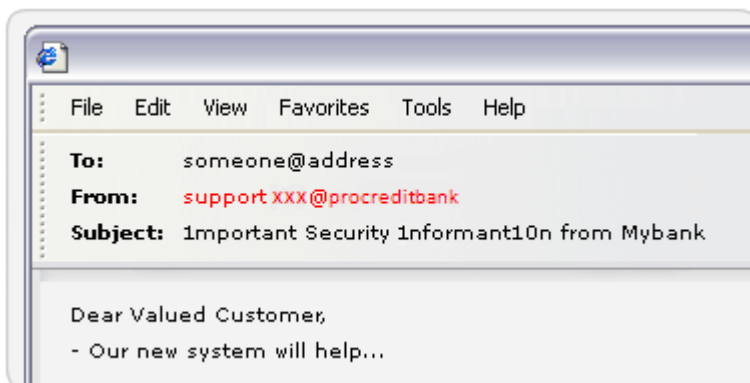 File Edit View Favorites Tools Help
To: someone@address
From: support xxx@procreditbank
Subject: 1mportant Security 1nformant10n from Mybank
Dear Valued Customer,
- Our new system will help...